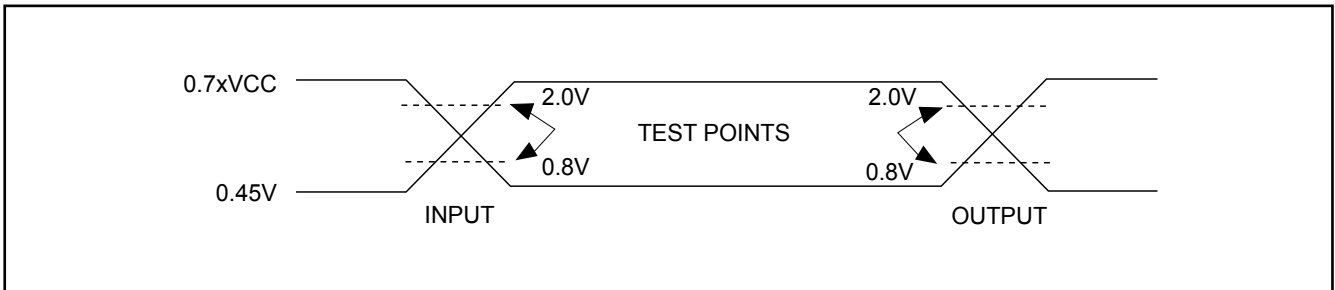 0.7xVCC
2.0V
2.0V
TEST POINTS
0.8V
0.8V
0.45V
INPUT
OUTPUT